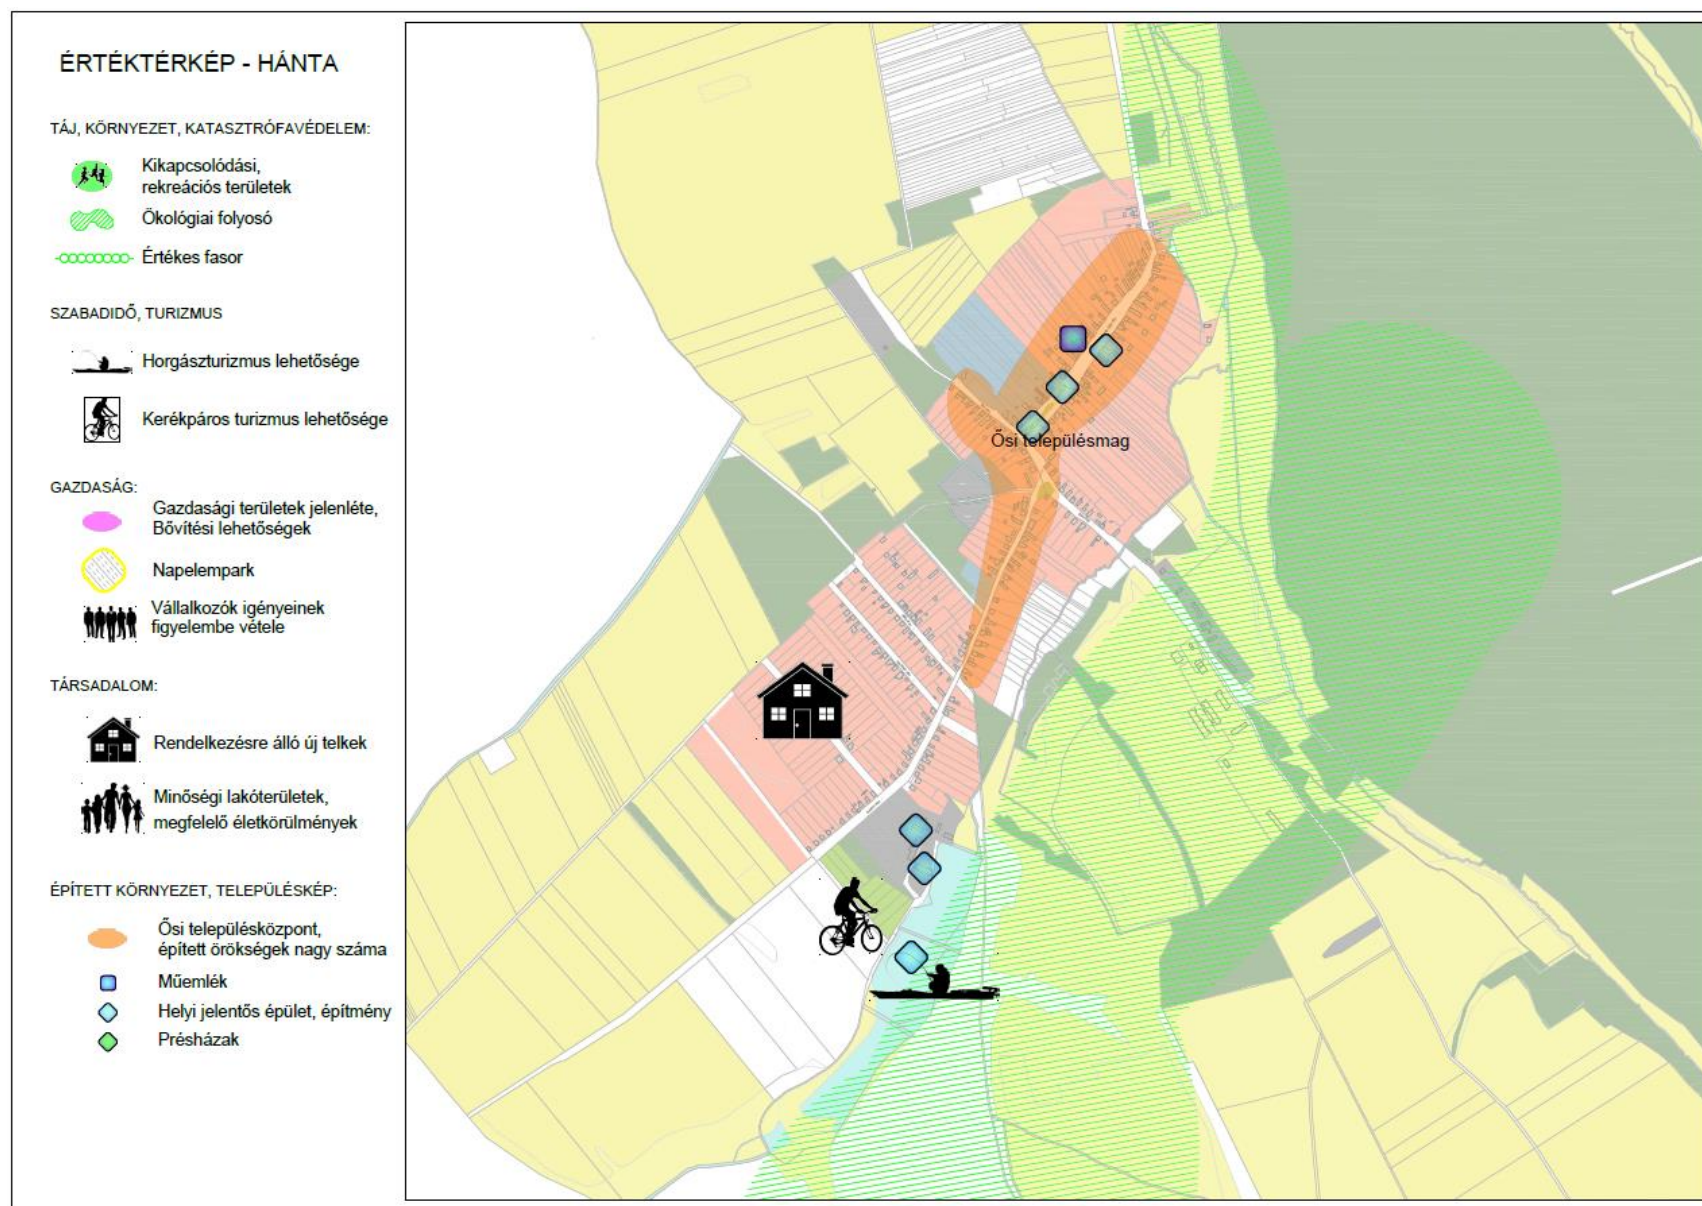 ÉRTÉKTÉRKÉP - HÁNTA
TÁJ, KÖRNYEZET, KATASZTRÓFAVÉDELEM:
Kikapcsolódási,
rekreációs területek
Ökológiai folyosó
Értékes fasor
SZABADIDŐ, TURIZMUS
Horgászturizmus lehetősége
Kerékpáros turizmus lehetősége
GAZDASÁG:
Gazdasági területek jelenléte,
Bővítési lehetőségek
Napelempark
Vállalkozók igényeinek
figyelembe vétele
TÁRSADALOM:
Rendelkezésre álló új telkek
Minőségi lakóterületek,
megfelelő életkörülmények
ÉPÍTETT KÖRNYEZET, TELEPÜLÉSKÉP:
Ősi településközpont,
épített örökségek nagy száma
Műemlék
Helyi jelentős épület, építmény
Présházak
Ősi településmag